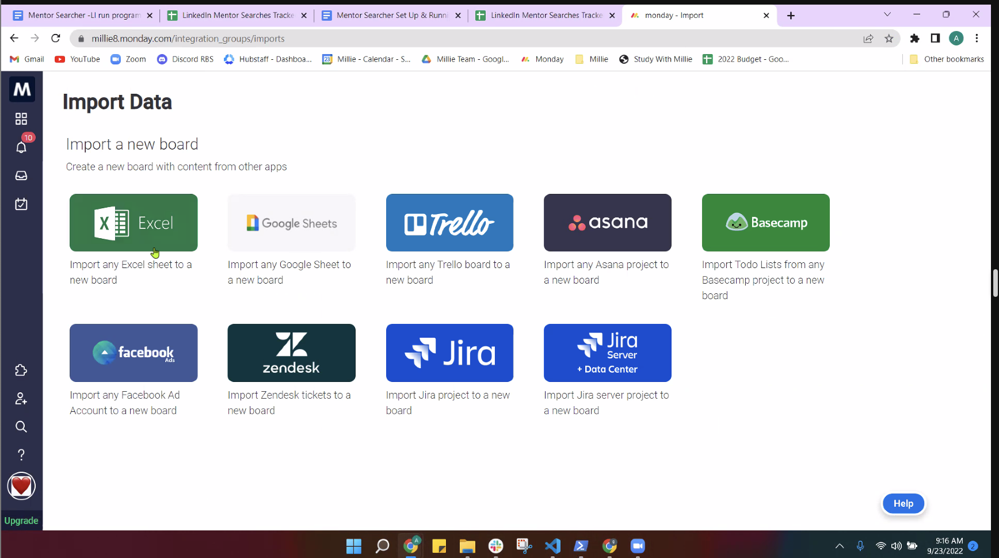 Mentor Searcher -LI run program
LinkedIn Mentor Searches Tracke
Mentor Searcher Set Up & Runni
LinkedIn Mentor Searches Tracke
monday - Import
millie8.monday.com/integration_groups/imports
A
Gmail
YouTube
Zoom
Discord RBS
Hubstaff - Dashboa...
23
Millie - Calendar - S...
Millie Team - Googl...
Monday
Millie
Study With Millie
2022 Budget - Goo...
Other bookmarks
M
10
Import Data
Import a new board
Create a new board with content from other apps
X Excel
Google Sheets
Trello
asana
Basecamp
Import any Excel sheet to a
new board
Import any Google Sheet to
a new board
Import any Trello board to a
new board
Import any Asana project to
a new board
Import Todo Lists from any
Basecamp project to a new
board
facebook
Ads
zendesk
Jira
Jira
Server
+ Data Center
Import any Facebook Ad
Account to a new board
Import Zendesk tickets to a
new board
Import Jira project to a new
board
Import Jira server project to
a new board
?
Help
Upgrade
A
9:16 AM
9/23/2022
2